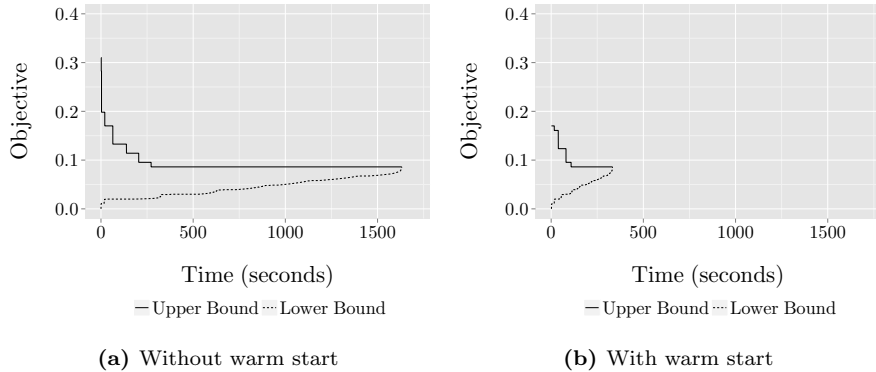 0.4
0.3
0.2
0.1
0.0
Objective
0 500 1000 1500
Time (seconds)
Upper Bound Lower Bound
(a) Without warm start
0.4
0.3
0.2
0.1
0.0
Objective
0 500 1000 1500
Time (seconds)
Upper Bound Lower Bound
(b) With warm start